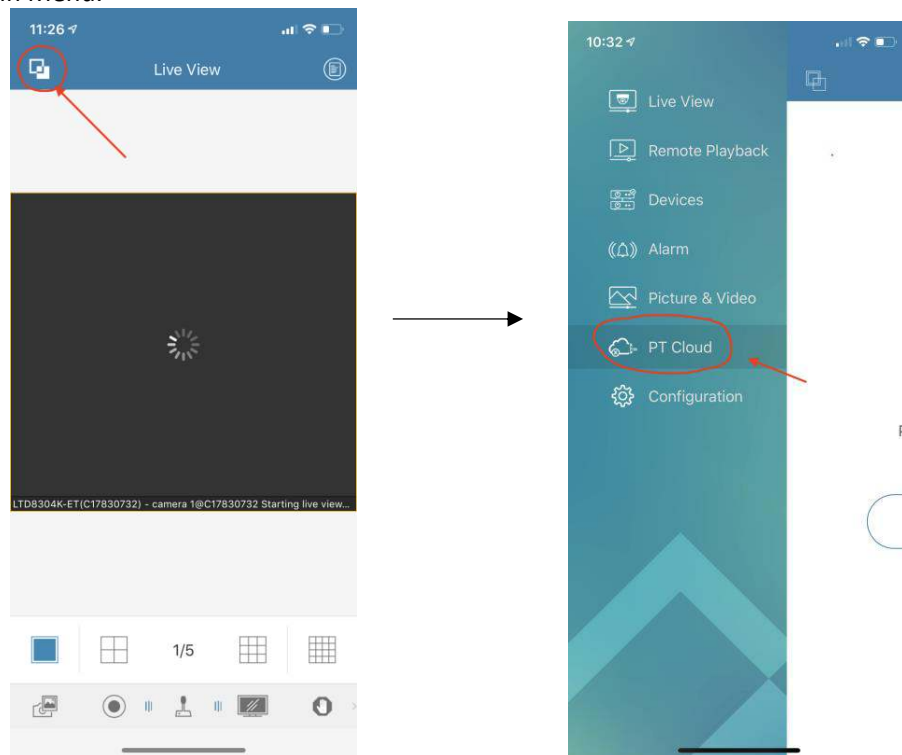 11:26
Live View
LTD8304K-ET(C17830732) - camera 1@C17830732 Starting live view...
1/5
10:32
Live View
Remote Playback
Devices
Alarm
Picture & Video
PT Cloud
Configuration